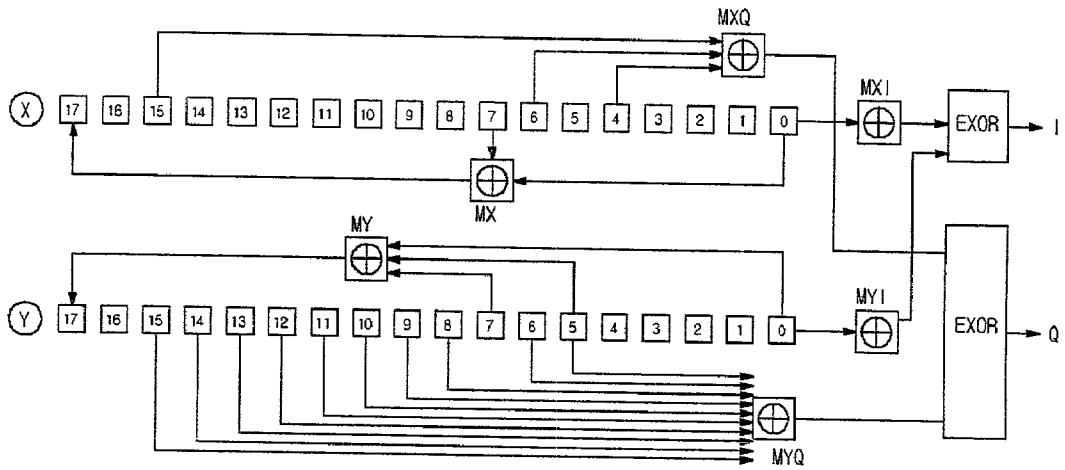 MXQ
MXI
X 17 16 15 14 13 12 11 10 9 8 7 6 5 4 3 2 1 0
EXOR I
MX
MY
Y 17 16 15 14 13 12 11 10 9 8 7 6 5 4 3 2 1 0
MYI
EXOR Q
MYQ